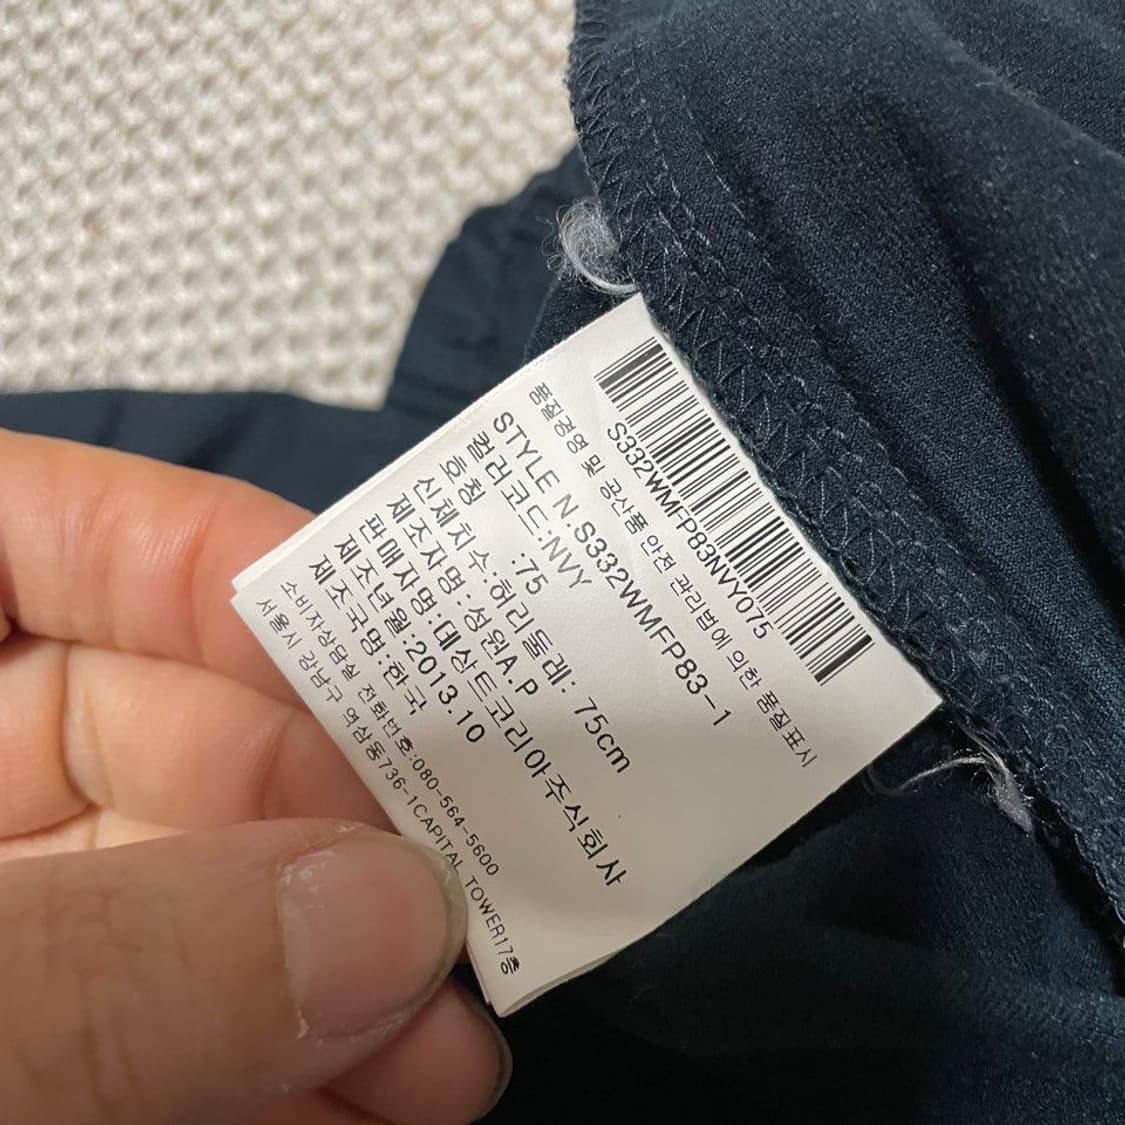 S332WMFP83NVY075
품질경영 및 공산품 안전 관리법에 의한 품질표시
STYLE N:S332WMFP83-1
컬러코드:NVY
호칭 :75
신체치수:허리둘레: 75cm
제조자명:성원A.P
판매자명:대상트코리아주식회사
제조년월:2013.10
제조국명:한국
소비자상담실 전화번호:080-564-5600
서울시 강남구 역삼동736-1CAPITAL TOWER17층